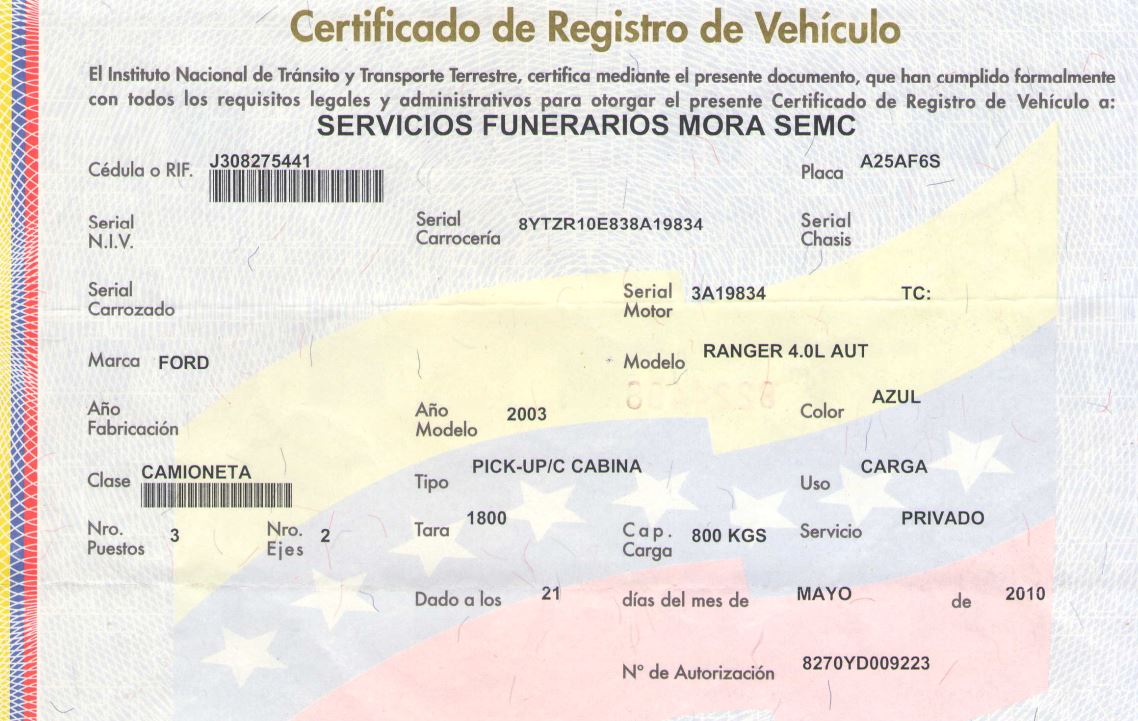 Certificado de Registro de Vehículo
El Instituto Nacional de Tránsito y Transporte Terrestre, certifica mediante el presente documento, que han cumplido formalmente
con todos los requisitos legales y administrativos para otorgar el presente Certificado de Registro de Vehículo a:
SERVICIOS FUNERARIOS MORA SEMC
Cédula o RIF. J308275441 Placa A25AF6S
Serial N.I.V. Serial Carrocería 8YTZR10E838A19834 Serial Chasis
Serial Carrozado Serial Motor 3A19834 TC:
Marca FORD Modelo RANGER 4.0L AUT
Año Fabricación Año Modelo 2003 Color AZUL
Clase CAMIONETA Tipo PICK-UP/C CABINA Uso CARGA
Nro. Puestos 3 Nro. Ejes 2 Tara 1800 Cap. Carga 800 KGS Servicio PRIVADO
Dado a los 21 días del mes de MAYO de 2010
N° de Autorización 8270YD009223